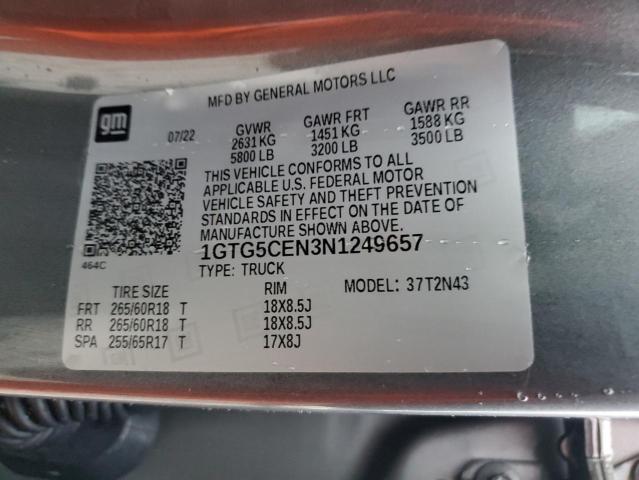 MFD BY GENERAL MOTORS LLC
gm
07/22
GVWR GAWR FRT GAWR RR
2631 KG 1451 KG 1588 KG
5800 LB 3200 LB 3500 LB
THIS VEHICLE CONFORMS TO ALL
APPLICABLE U.S. FEDERAL MOTOR
VEHICLE SAFETY AND THEFT PREVENTION
STANDARDS IN EFFECT ON THE DATE OF
MANUFACTURE SHOWN ABOVE.
1GTG5CEN3N1249657
464C
TYPE: TRUCK
MODEL: 37T2N43
TIRE SIZE RIM
FRT 265/60R18 T 18X8.5J
RR 265/60R18 T 18X8.5J
SPA 255/65R17 T 17X8J